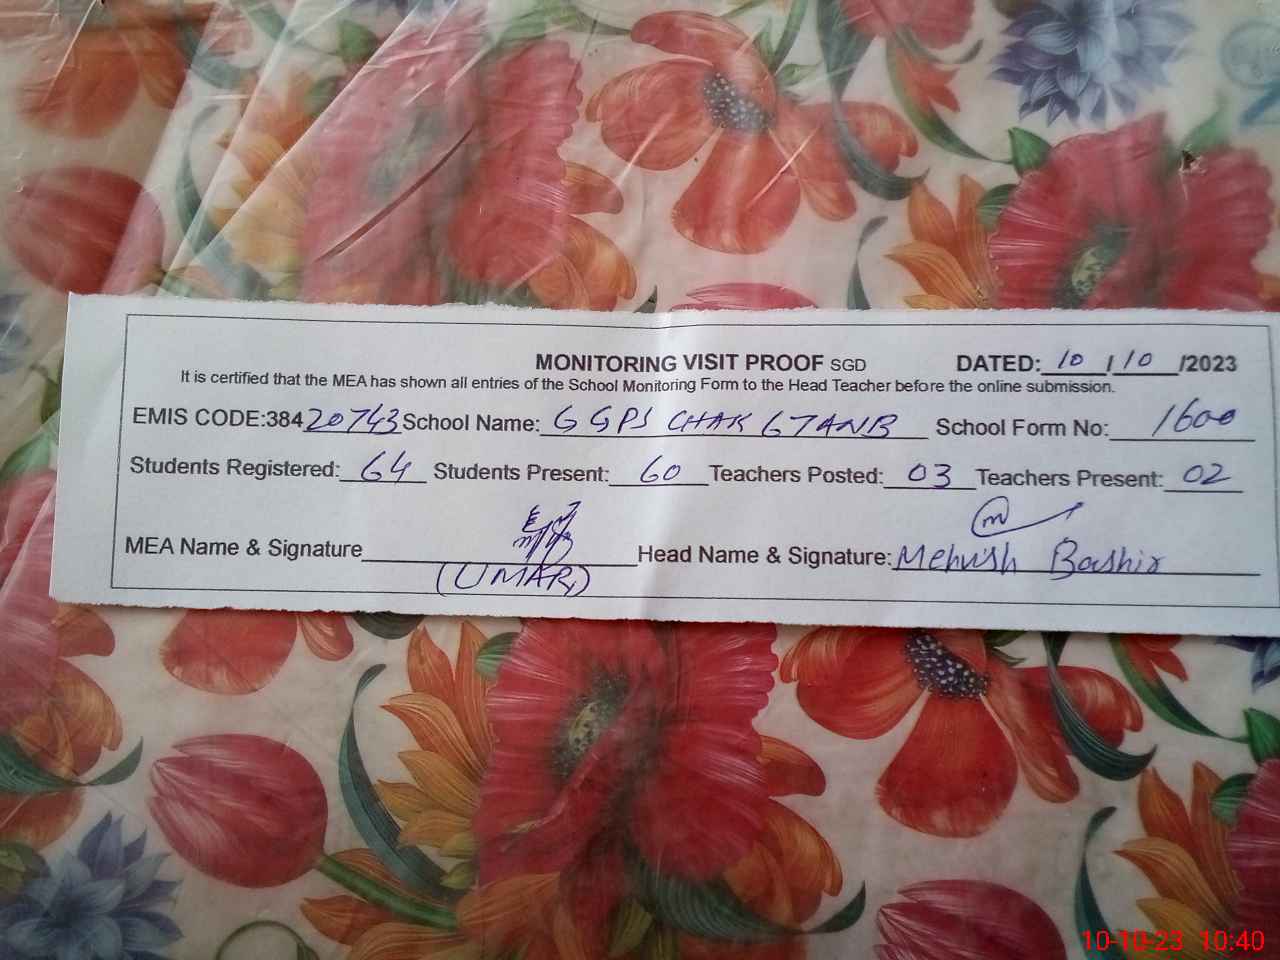 MONITORING VISIT PROOF SGD DATED: 10 / 10 /2023
It is certified that the MEA has shown all entries of the School Monitoring Form to the Head Teacher before the online submission.
EMIS CODE:38420743 School Name: GGPS CHAK 67ANB School Form No: 1600
Students Registered: 64 Students Present: 60 Teachers Posted: 03 Teachers Present: 02
MEA Name & Signature Head Name & Signature: Mehvish Bashir
(UMAR)
10-10-23 10:40